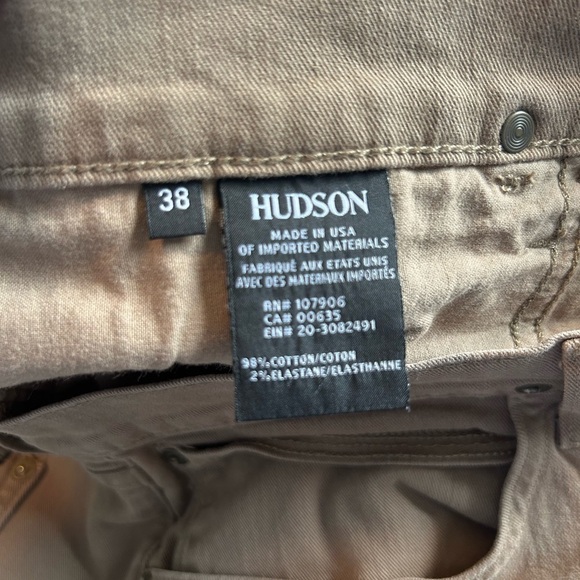 38
HUDSON
MADE IN USA
OF IMPORTED MATERIALS
FABRIQUÉ AUX ETATS UNIS
AVEC DES MATERIAUX IMPORTÉS
RN# 107906
CA# 00635
EIN# 20-3082491
98% COTTON/COTON
2% ELASTANE/ELASTHANNE